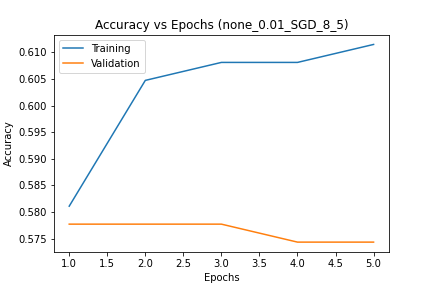 Accuracy vs Epochs (none_0.01_SGD_8_5)
Training
Validation
0.610
0.605
0.600
0.595
0.590
0.585
0.580
0.575
Accuracy
1.0 1.5 2.0 2.5 3.0 3.5 4.0 4.5 5.0
Epochs